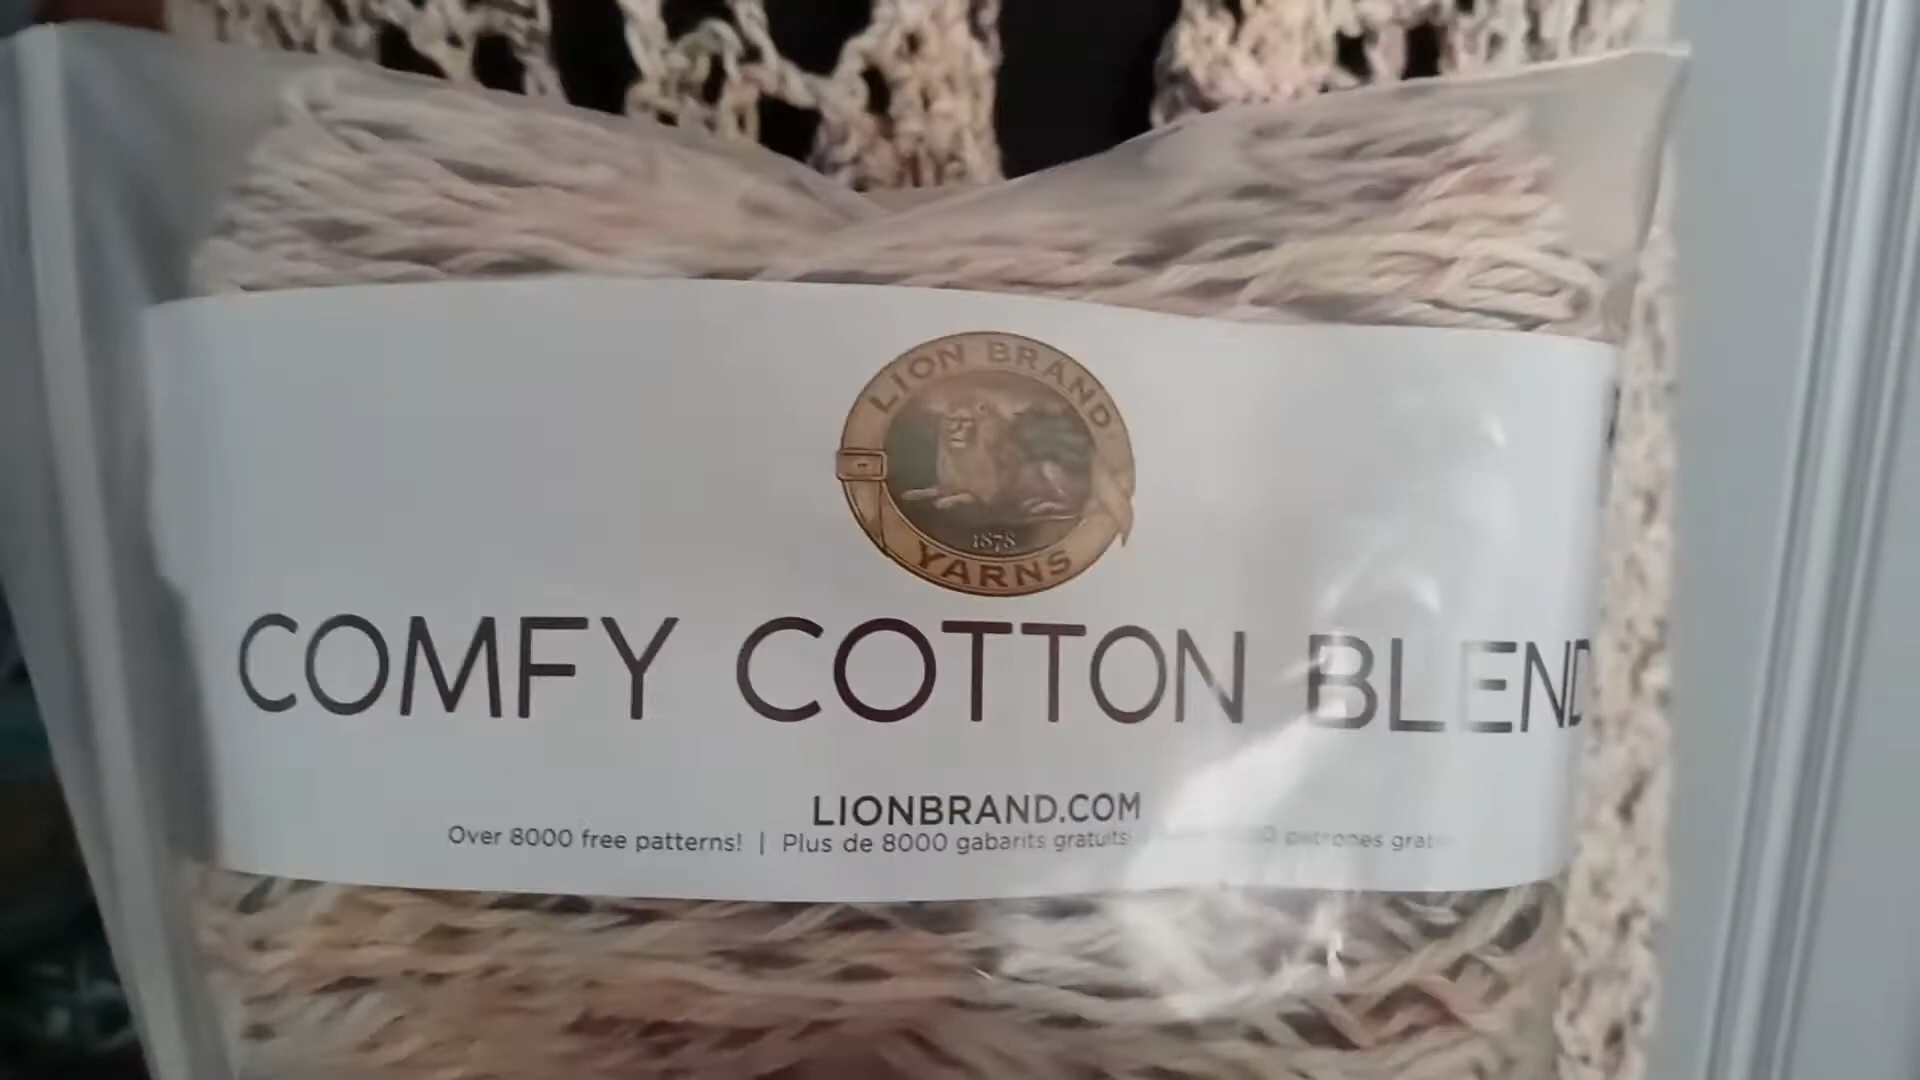 LION BRAND
1878
YARNS
COMFY COTTON BLEND
LIONBRAND.COM
Over 8000 free patterns! | Plus de 8000 gabarits gratuits